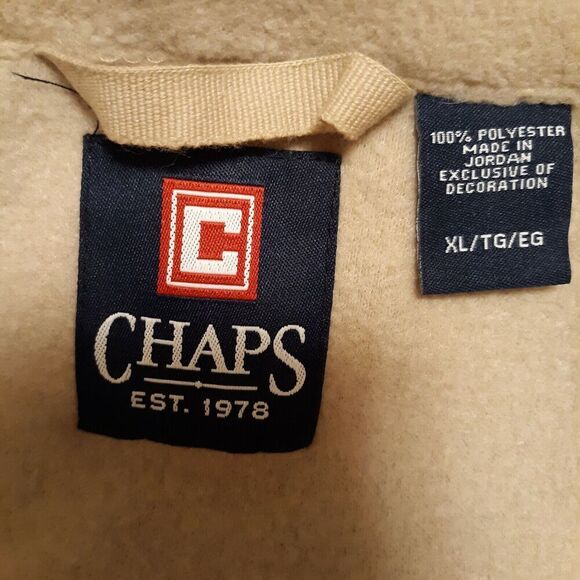 C
CHAPS
EST. 1978
100% POLYESTER
MADE IN
JORDAN
EXCLUSIVE OF
DECORATION
XL/TG/EG